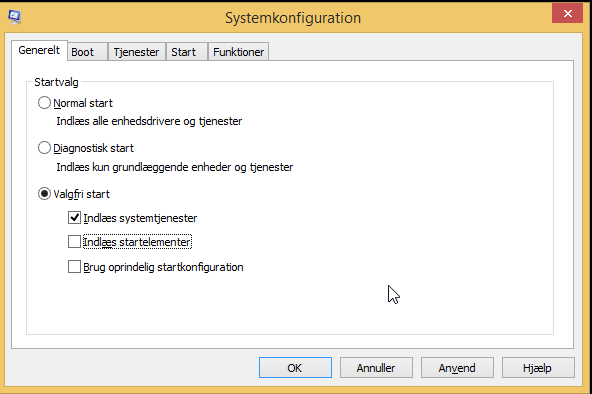 Systemkonfiguration
Generelt Boot Tjenester Start Funktioner
Startvalg
Normal start
Indlæs alle enhedsdrivere og tjenester
Diagnostisk start
Indlæs kun grundlæggende enheder og tjenester
Valgfri start
Indlæs systemtjenester
Indlæs startelementer
Brug oprindelig startkonfiguration
OK Annuller Anvend Hjælp